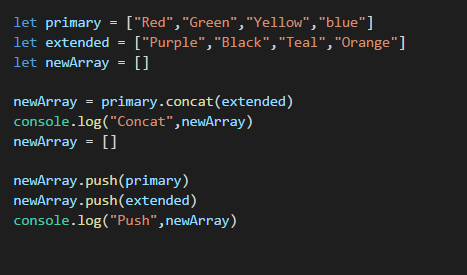 let primary = ["Red","Green","Yellow","blue"]
let extended = ["Purple","Black","Teal","Orange"]
let newArray = []
newArray = primary.concat(extended)
console.log("Concat",newArray)
newArray = []
newArray.push(primary)
newArray.push(extended)
console.log("Push",newArray)